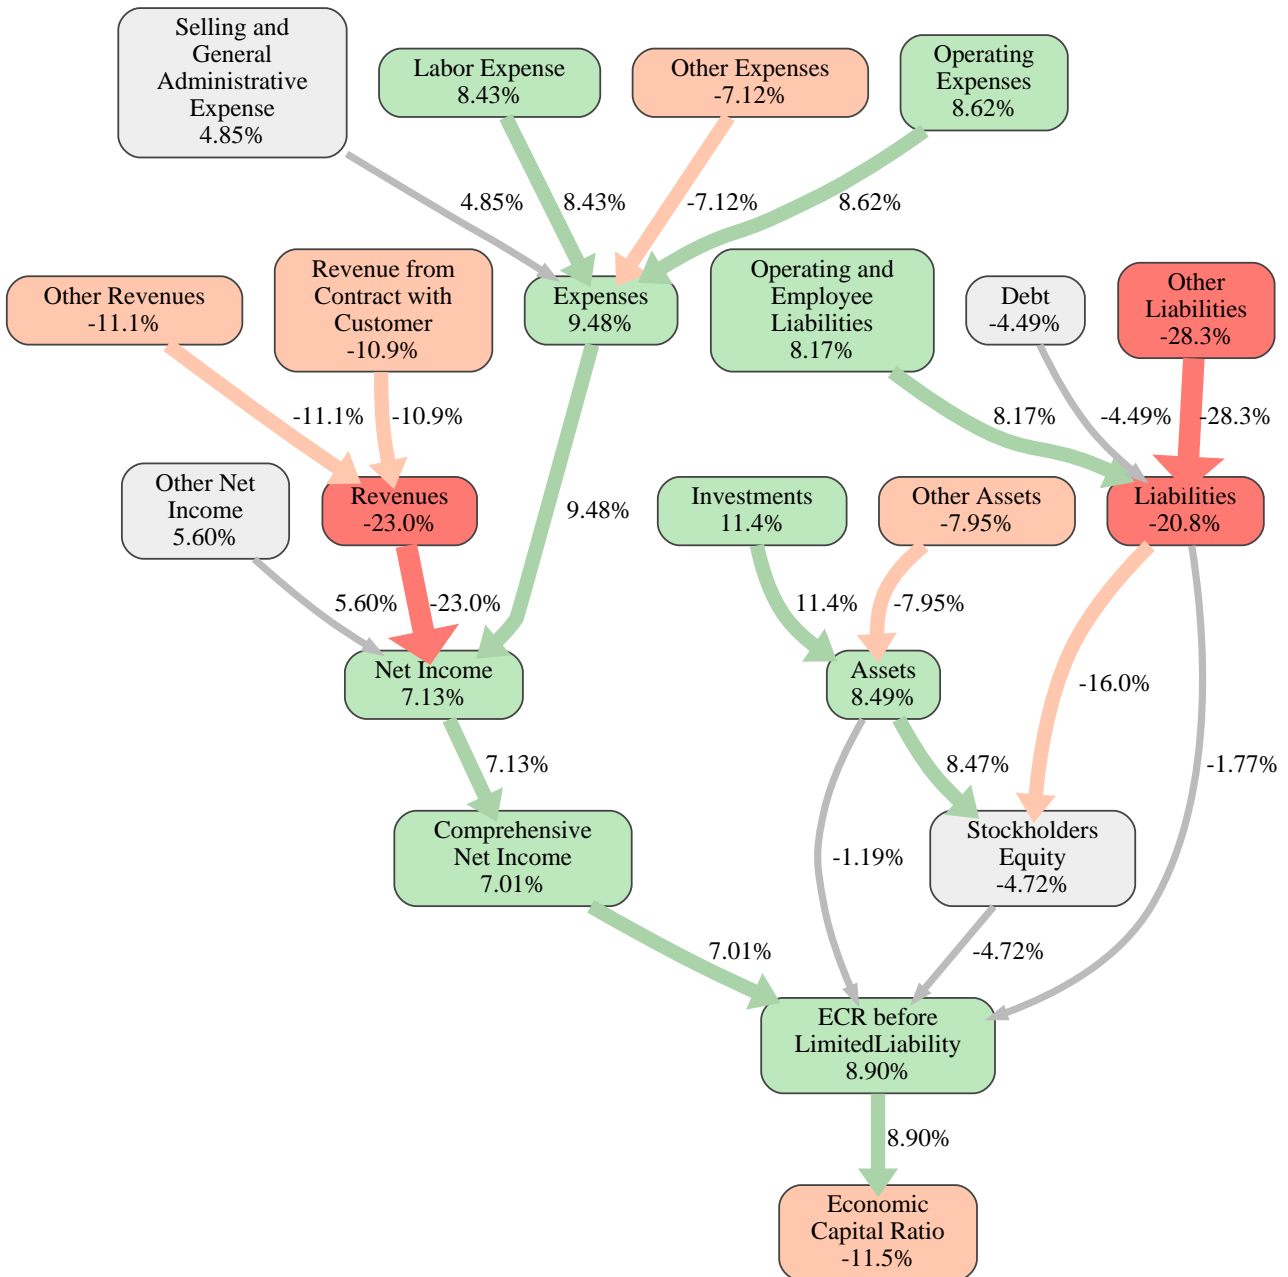 Selling and
General
Administrative
Expense
4.85%
Labor Expense
8.43%
Other Expenses
-7.12%
Operating
Expenses
8.62%
4.85%
8.43%
-7.12%
8.62%
Other Revenues
-11.1%
Revenue from
Contract with
Customer
-10.9%
Expenses
9.48%
Operating and
Employee
Liabilities
8.17%
Debt
-4.49%
Other
Liabilities
-28.3%
-11.1%
-10.9%
8.17%
-4.49%
-28.3%
Other Net
Income
5.60%
Revenues
-23.0%
9.48%
Investments
11.4%
Other Assets
-7.95%
Liabilities
-20.8%
5.60%
-23.0%
11.4%
-7.95%
Net Income
7.13%
Assets
8.49%
-16.0%
7.13%
8.47%
-1.77%
Comprehensive
Net Income
7.01%
-1.19%
Stockholders
Equity
-4.72%
7.01%
-4.72%
ECR before
LimitedLiability
8.90%
8.90%
Economic
Capital Ratio
-11.5%